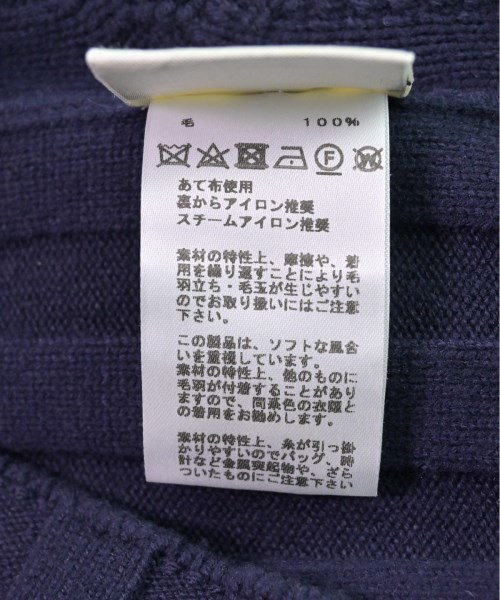 毛 100%
F W
あて布使用
裏からアイロン推奨
スチームアイロン推奨
素材の特性上、摩擦や、着
用を繰り返すことにより毛
羽立ち・毛玉が生じやすい
のでお取り扱いにはご注意
下さい。
この製品は、ソフトな風合
いを重視しています。
素材の特性上、他のものに
毛羽が付着することがあり
ますので、同系色の衣類と
の着用をお勧めします。
素材の特性上、糸が引っ掛
かりやすいのでバッグ、腕
時計など金属突起物や、ざら
ついたものにご注意下さい